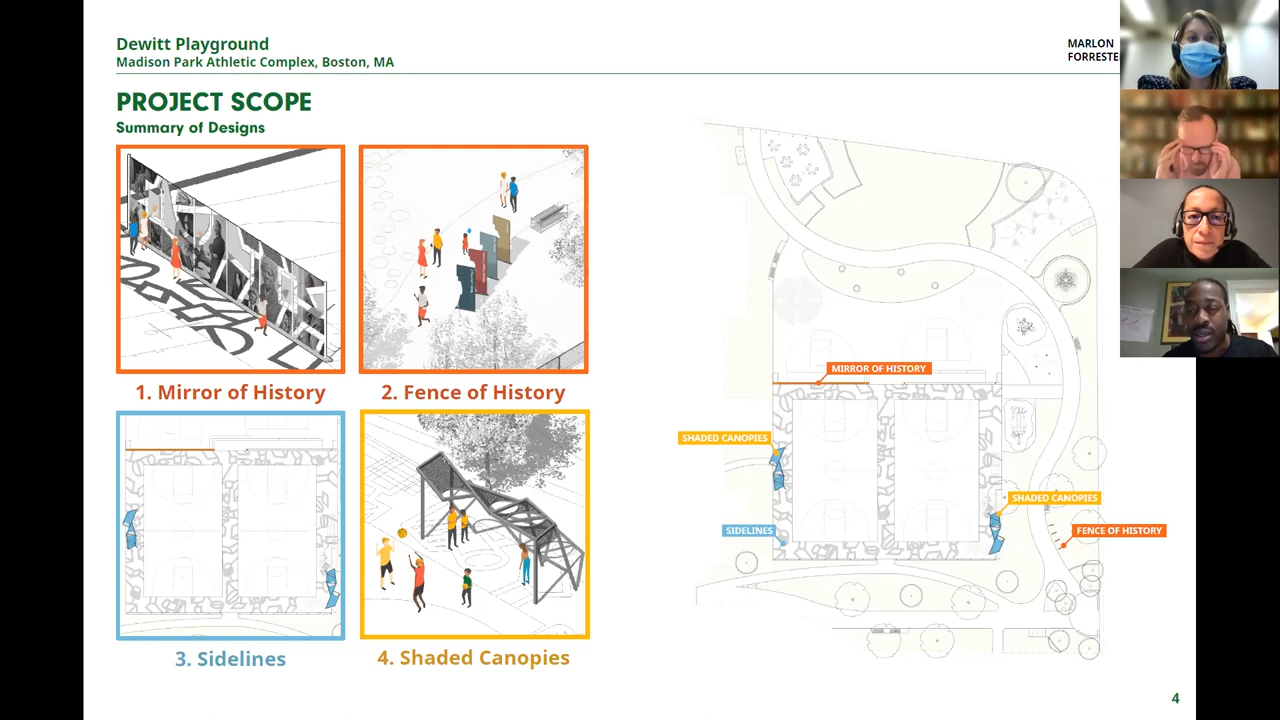 Dewitt Playground
Madison Park Athletic Complex, Boston, MA
MARLON
FORRESTE
PROJECT SCOPE
Summary of Designs
1. Mirror of History
2. Fence of History
3. Sidelines
4. Shaded Canopies
MIRROR OF HISTORY
SHADED CANOPIES
SHADED CANOPIES
SIDELINES
FENCE OF HISTORY
4